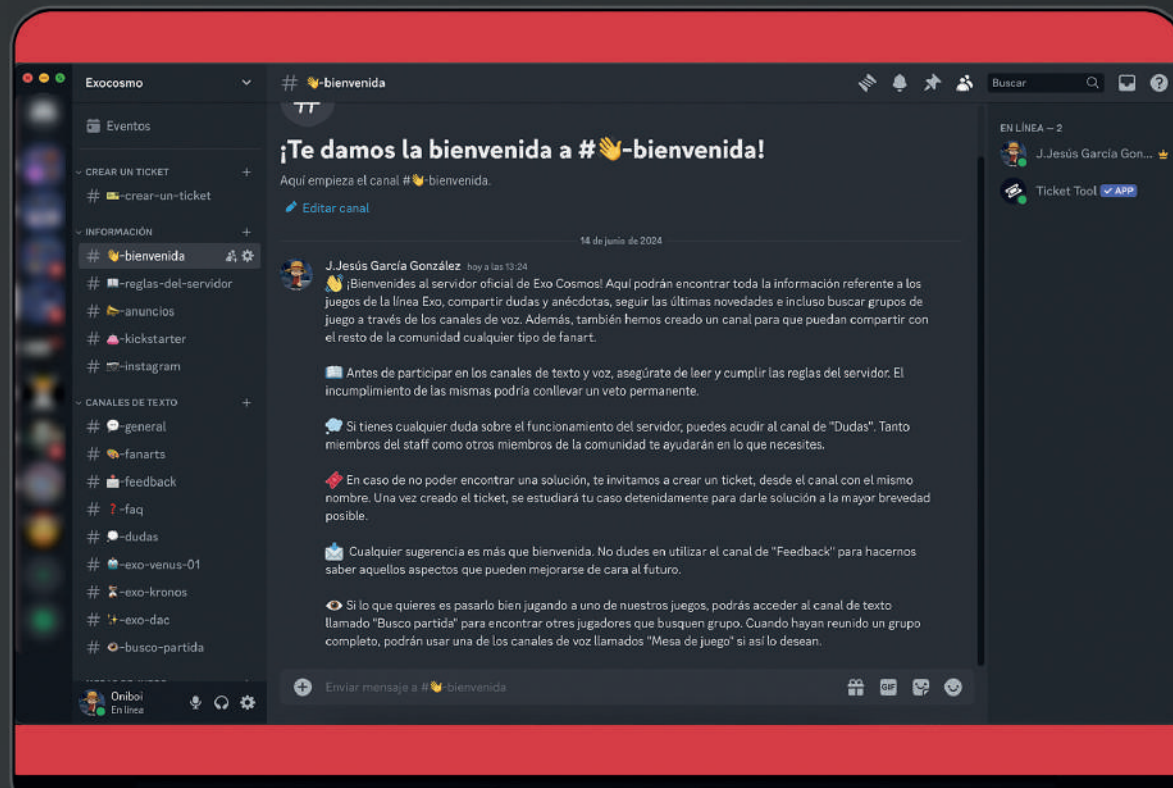 Exocosmo
Eventos
CREAR UN TICKET
# 🎫-crear-un-ticket
INFORMACIÓN
# 👋-bienvenida
# 📖-reglas-del-servidor
# 📣-anuncios
# 👛-kickstarter
# 📷-instagram
CANALES DE TEXTO
# 💬-general
# 🎨-fanarts
# 📩-feedback
# ❓-faq
# 💭-dudas
# 🤖-exo-venus-01
# ⏳-exo-kronos
# ✨-exo-dac
# 👁️-busco-partida
Oniboi
En línea
# 👋-bienvenida
Buscar
¡Te damos la bienvenida a #👋-bienvenida!
Aquí empieza el canal #👋-bienvenida.
Editar canal
14 de junio de 2024
J.Jesús García González hoy a las 13:24
👋 ¡Bienvenides al servidor oficial de Exo Cosmos! Aquí podrán encontrar toda la información referente a los
juegos de la línea Exo, compartir dudas y anécdotas, seguir las últimas novedades e incluso buscar grupos de
juego a través de los canales de voz. Además, también hemos creado un canal para que puedan compartir con
el resto de la comunidad cualquier tipo de fanart.
📖 Antes de participar en los canales de texto y voz, asegúrate de leer y cumplir las reglas del servidor. El
incumplimiento de las mismas podría conllevar un veto permanente.
💭 Si tienes cualquier duda sobre el funcionamiento del servidor, puedes acudir al canal de "Dudas". Tanto
miembros del staff como otros miembros de la comunidad te ayudarán en lo que necesites.
🎟️ En caso de no poder encontrar una solución, te invitamos a crear un ticket, desde el canal con el mismo
nombre. Una vez creado el ticket, se estudiará tu caso detenidamente para darle solución a la mayor brevedad
posible.
📩 Cualquier sugerencia es más que bienvenida. No dudes en utilizar el canal de "Feedback" para hacernos
saber aquellos aspectos que pueden mejorarse de cara al futuro.
👁️ Si lo que quieres es pasarlo bien jugando a uno de nuestros juegos, podrás acceder al canal de texto
llamado "Busco partida" para encontrar otres jugadores que busquen grupo. Cuando hayan reunido un grupo
completo, podrán usar una de los canales de voz llamados "Mesa de juego" si así lo desean.
Enviar mensaje a #👋-bienvenida
GIF
EN LÍNEA — 2
J.Jesús García Gon...
Ticket Tool ✓ APP